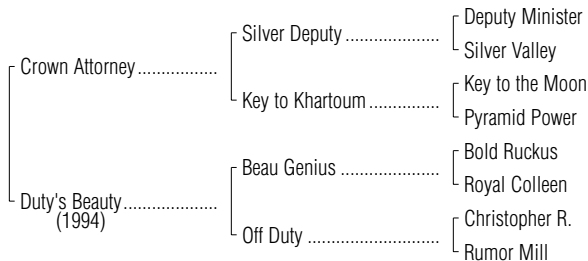 Deputy Minister
Silver Deputy ....................
Silver Valley
Crown Attorney .................
Key to the Moon
Key to Khartoum ...............
Pyramid Power
Bold Ruckus
Beau Genius .....................
Royal Colleen
Duty's Beauty ....................
(1994)
Christopher R.
Off Duty ............................
Rumor Mill